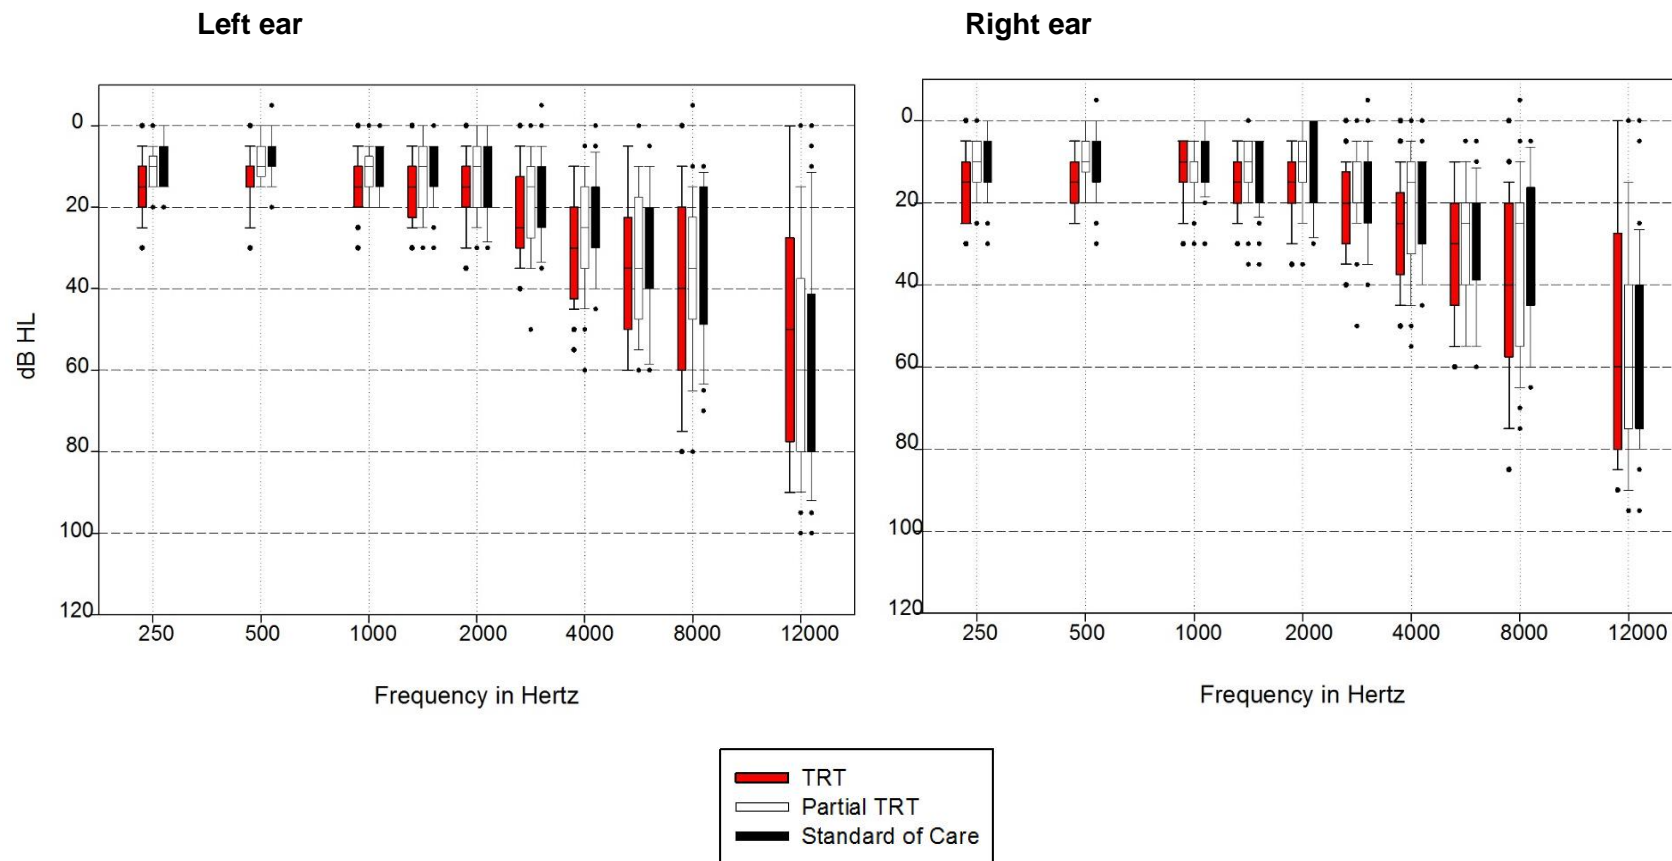 Left ear
Right ear
dB HL
0
20
40
60
80
100
120
250 500 1000 2000 4000 8000 12000
Frequency in Hertz
0
20
40
60
80
100
120
250 500 1000 2000 4000 8000 12000
Frequency in Hertz
TRT
Partial TRT
Standard of Care